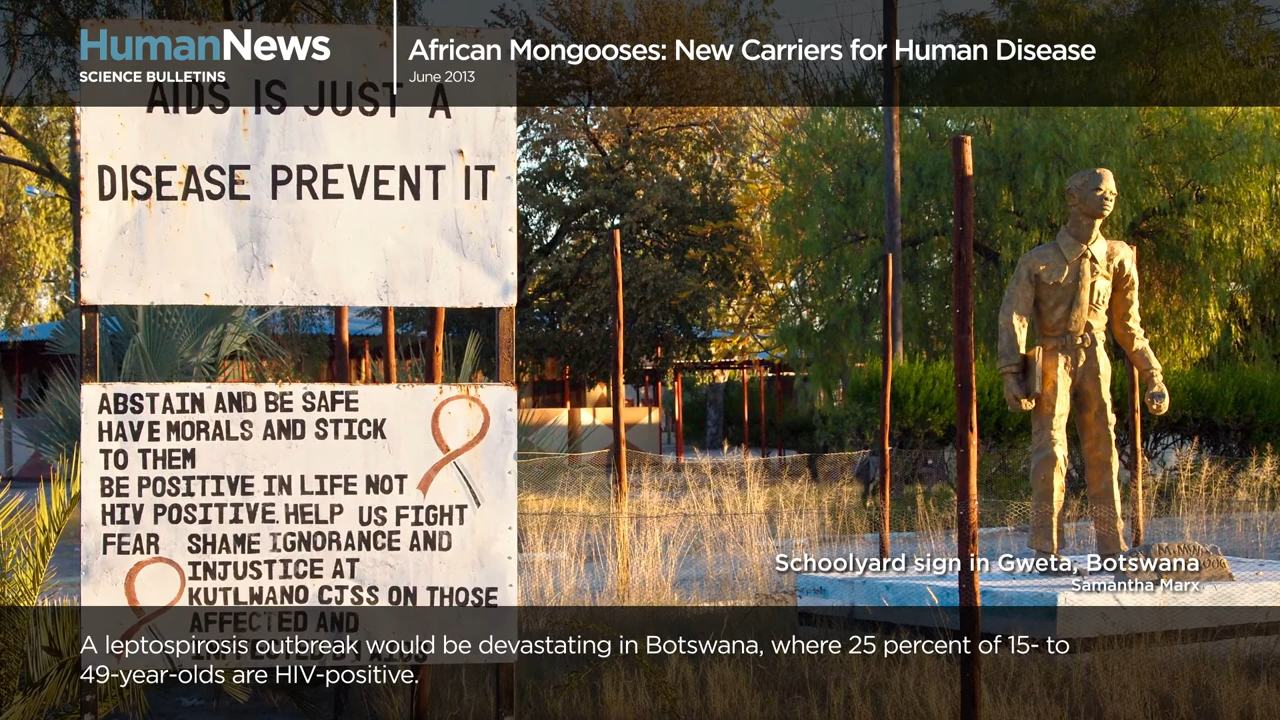 HumanNews
SCIENCE BULLETINS
African Mongooses: New Carriers for Human Disease
June 2013
AIDS IS JUST A
DISEASE PREVENT IT
ABSTAIN AND BE SAFE
HAVE MORALS AND STICK
TO THEM
BE POSITIVE IN LIFE NOT
HIV POSITIVE. HELP US FIGHT
FEAR SHAME IGNORANCE AND
INJUSTICE AT
KUTLWANO CJSS ON THOSE
AFFECTED AND
Schoolyard sign in Gweta, Botswana
Samantha Marx
A leptospirosis outbreak would be devastating in Botswana, where 25 percent of 15- to
49-year-olds are HIV-positive.